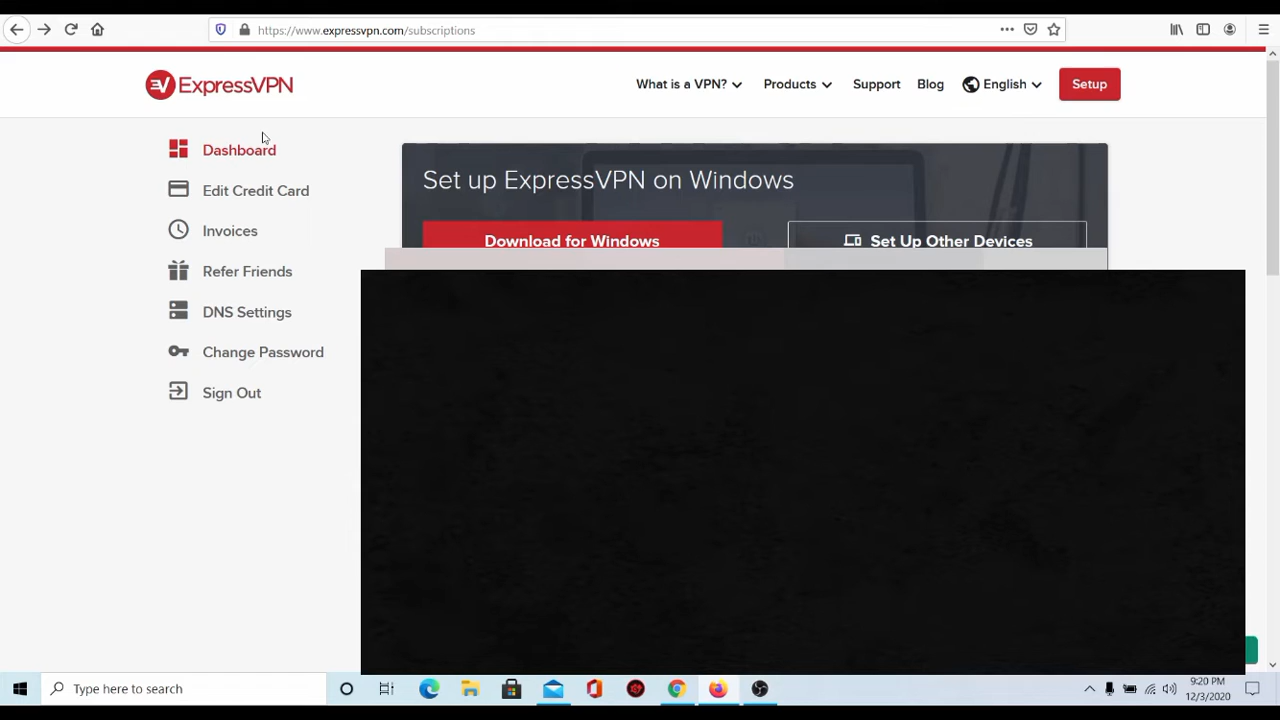 https://www.expressvpn.com/subscriptions
ExpressVPN
What is a VPN?
Products
Support
Blog
English
Setup
Dashboard
Edit Credit Card
Invoices
Refer Friends
DNS Settings
Change Password
Sign Out
Set up ExpressVPN on Windows
Download for Windows
Set Up Other Devices
Type here to search
9:20 PM
12/3/2020